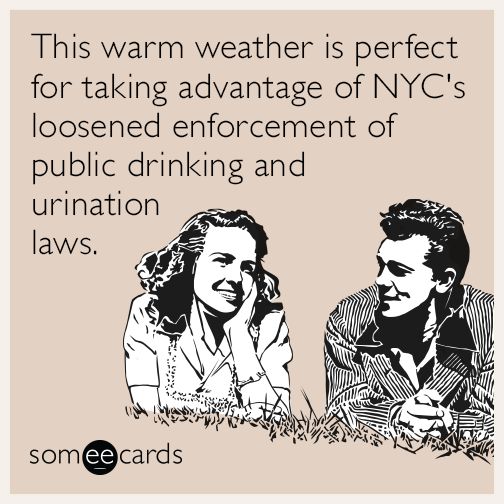 This warm weather is perfect
for taking advantage of NYC's
loosened enforcement of
public drinking and
urination
laws.
someecards